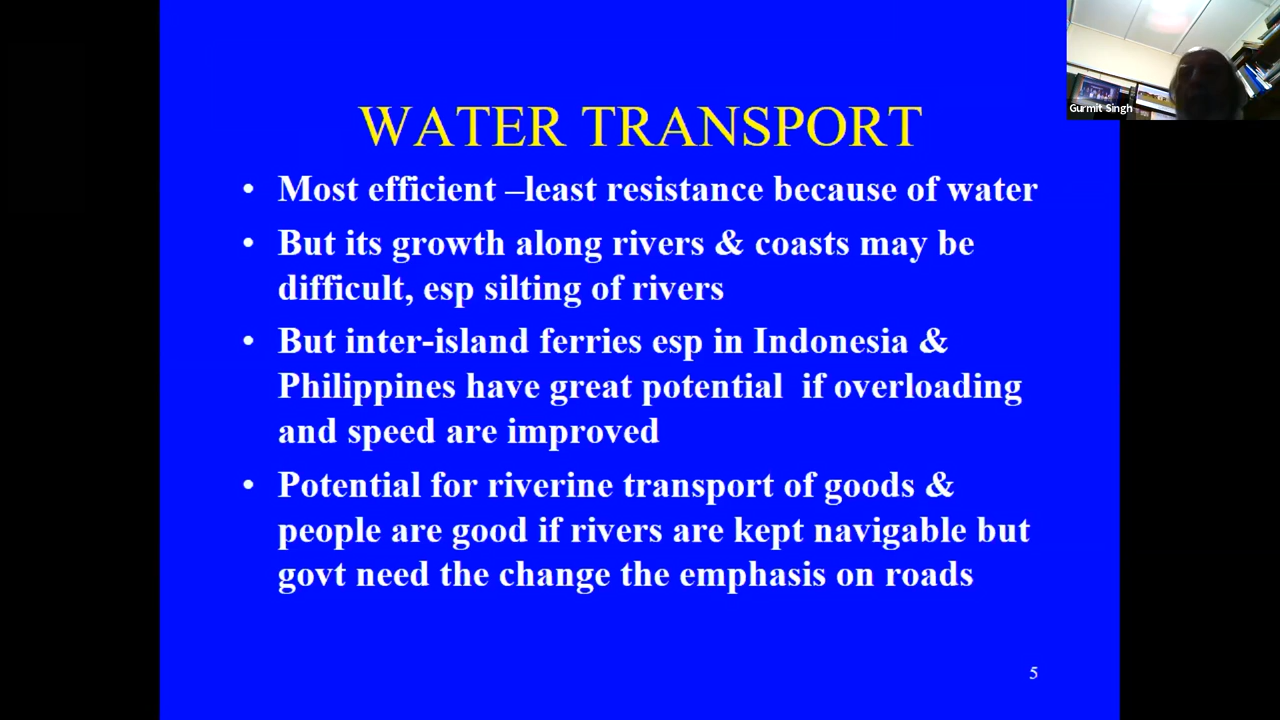 WATER TRANSPORT
• Most efficient –least resistance because of water
• But its growth along rivers & coasts may be
difficult, esp silting of rivers
• But inter-island ferries esp in Indonesia &
Philippines have great potential  if overloading
and speed are improved
• Potential for riverine transport of goods &
people are good if rivers are kept navigable but
govt need the change the emphasis on roads
5
Gurmit Singh